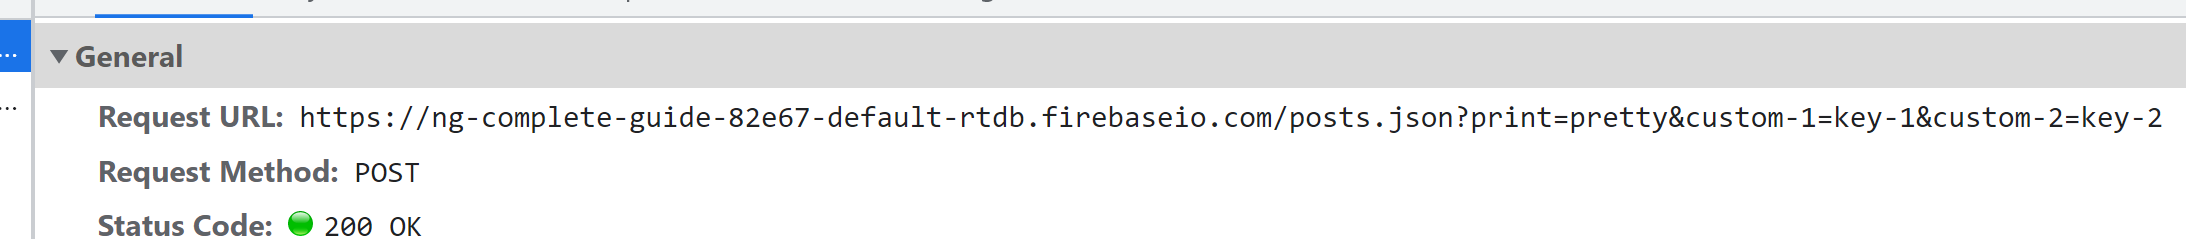 General
Request URL: https://ng-complete-guide-82e67-default-rtdb.firebaseio.com/posts.json?print=pretty&custom-1=key-1&custom-2=key-2
Request Method: POST
Status Code: 200 OK